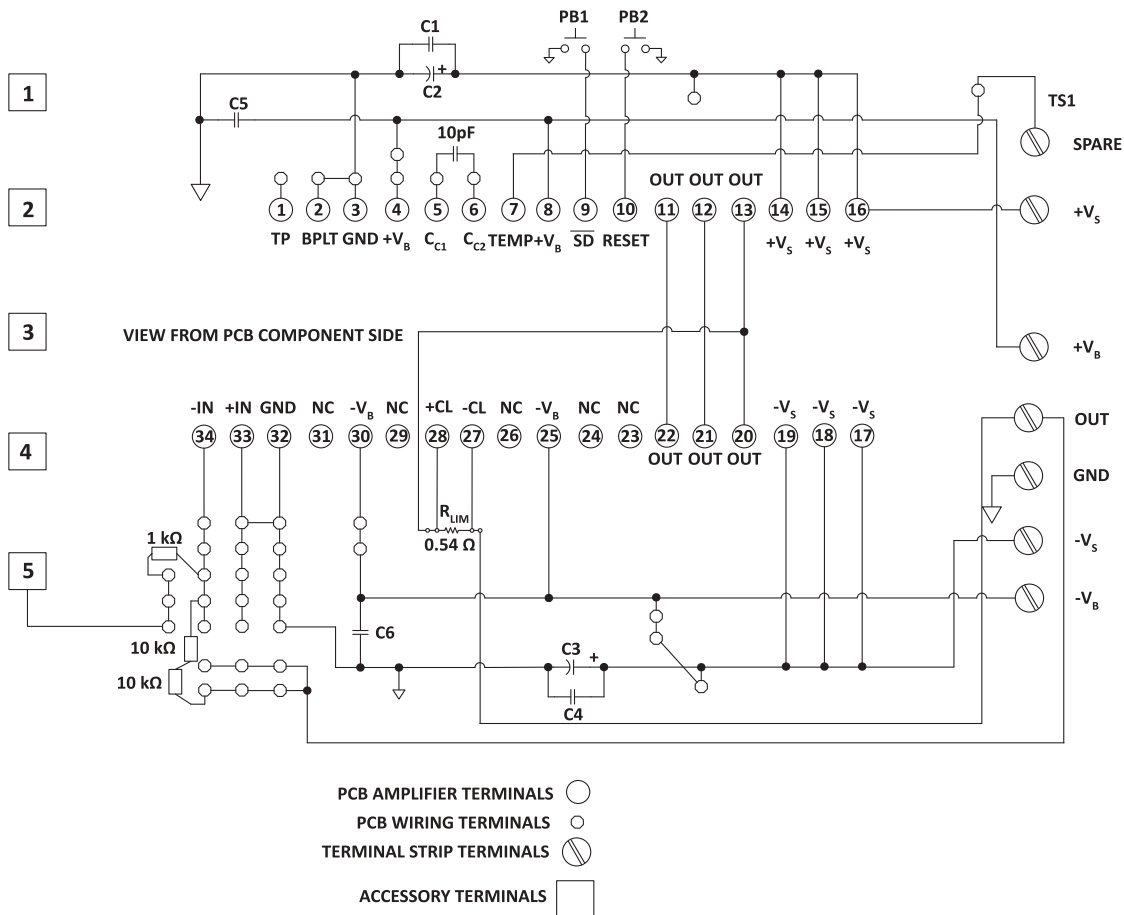 PB1 PB2
C1
+
C2
1
TS1
C5
10pF
SPARE
OUT OUT OUT
2
1 2 3 4 5 6 7 8 9 10 11 12 13 14 15 16
+VS
TP BPLT GND +VB CC1 CC2 TEMP +VB SD RESET +VS +VS +VS
3
VIEW FROM PCB COMPONENT SIDE
+VB
-IN +IN GND NC -VB NC +CL -CL NC -VB NC NC -VS -VS -VS
OUT
4
34 33 32 31 30 29 28 27 26 25 24 23 22 21 20 19 18 17
OUT OUT OUT
GND
RLIM
0.54 Ω
1 kΩ
-VS
5
-VB
C6
10 kΩ
C3
+
10 kΩ
C4
PCB AMPLIFIER TERMINALS
PCB WIRING TERMINALS
TERMINAL STRIP TERMINALS
ACCESSORY TERMINALS